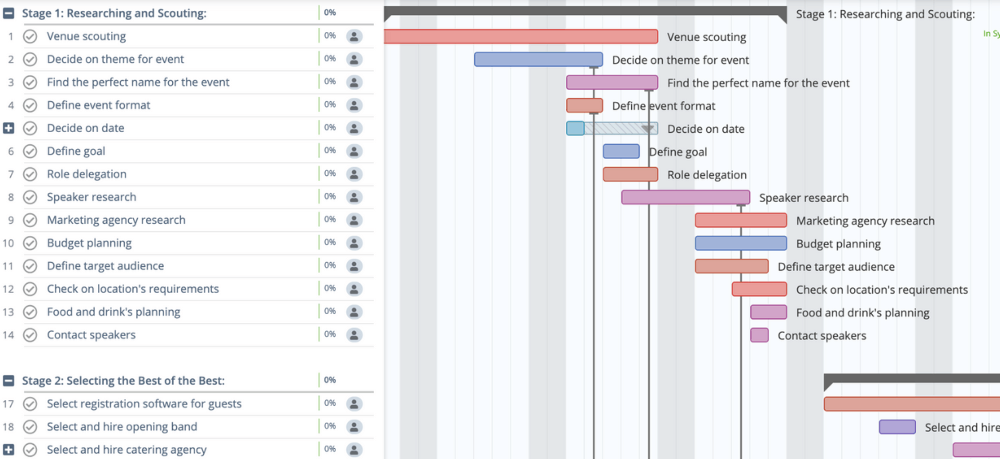 Stage 1: Researching and Scouting: 0% Stage 1: Researching and Scouting:
In Sy
1 Venue scouting 0% Venue scouting
2 Decide on theme for event 0% Decide on theme for event
3 Find the perfect name for the event 0% Find the perfect name for the event
4 Define event format 0% Define event format
Decide on date 0% Decide on date
6 Define goal 0% Define goal
7 Role delegation 0% Role delegation
8 Speaker research 0% Speaker research
9 Marketing agency research 0% Marketing agency research
10 Budget planning 0% Budget planning
11 Define target audience 0% Define target audience
12 Check on location's requirements 0% Check on location's requirements
13 Food and drink's planning 0% Food and drink's planning
14 Contact speakers 0% Contact speakers
Stage 2: Selecting the Best of the Best: 0%
17 Select registration software for guests 0%
18 Select and hire opening band 0% Select and hire
Select and hire catering agency 0%